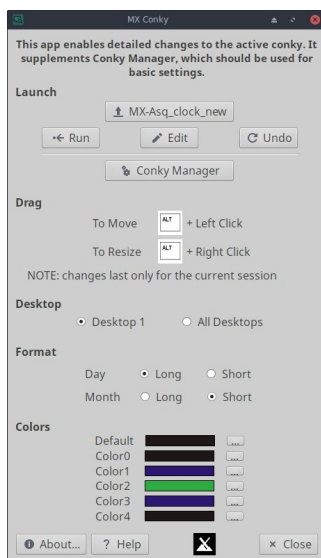 MX Conky
This app enables detailed changes to the active conky. It
supplements Conky Manager, which should be used for
basic settings.
Launch
MX-Asq_clock_new
Run Edit Undo
Conky Manager
Drag
To Move ALT + Left Click
To Resize ALT + Right Click
NOTE: changes last only for the current session
Desktop
Desktop 1 All Desktops
Format
Day Long Short
Month Long Short
Colors
Default ...
Color0 ...
Color1 ...
Color2 ...
Color3 ...
Color4 ...
About... ? Help × Close